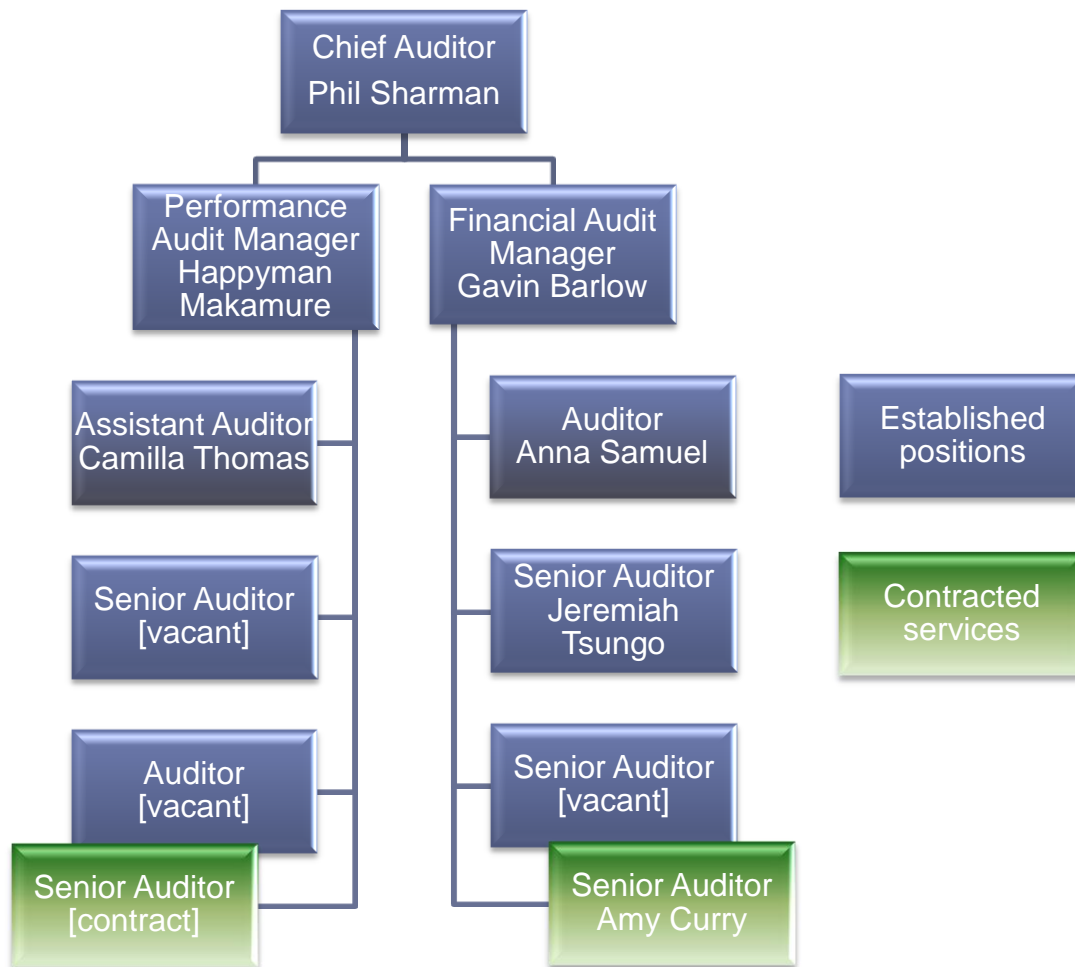 Chief Auditor
Phil Sharman
Performance
Audit Manager
Happyman
Makamure
Financial Audit
Manager
Gavin Barlow
Assistant Auditor
Camilla Thomas
Senior Auditor
[vacant]
Auditor
[vacant]
Senior Auditor
[contract]
Auditor
Anna Samuel
Senior Auditor
Jeremiah
Tsungo
Senior Auditor
[vacant]
Senior Auditor
Amy Curry
Established
positions
Contracted
services